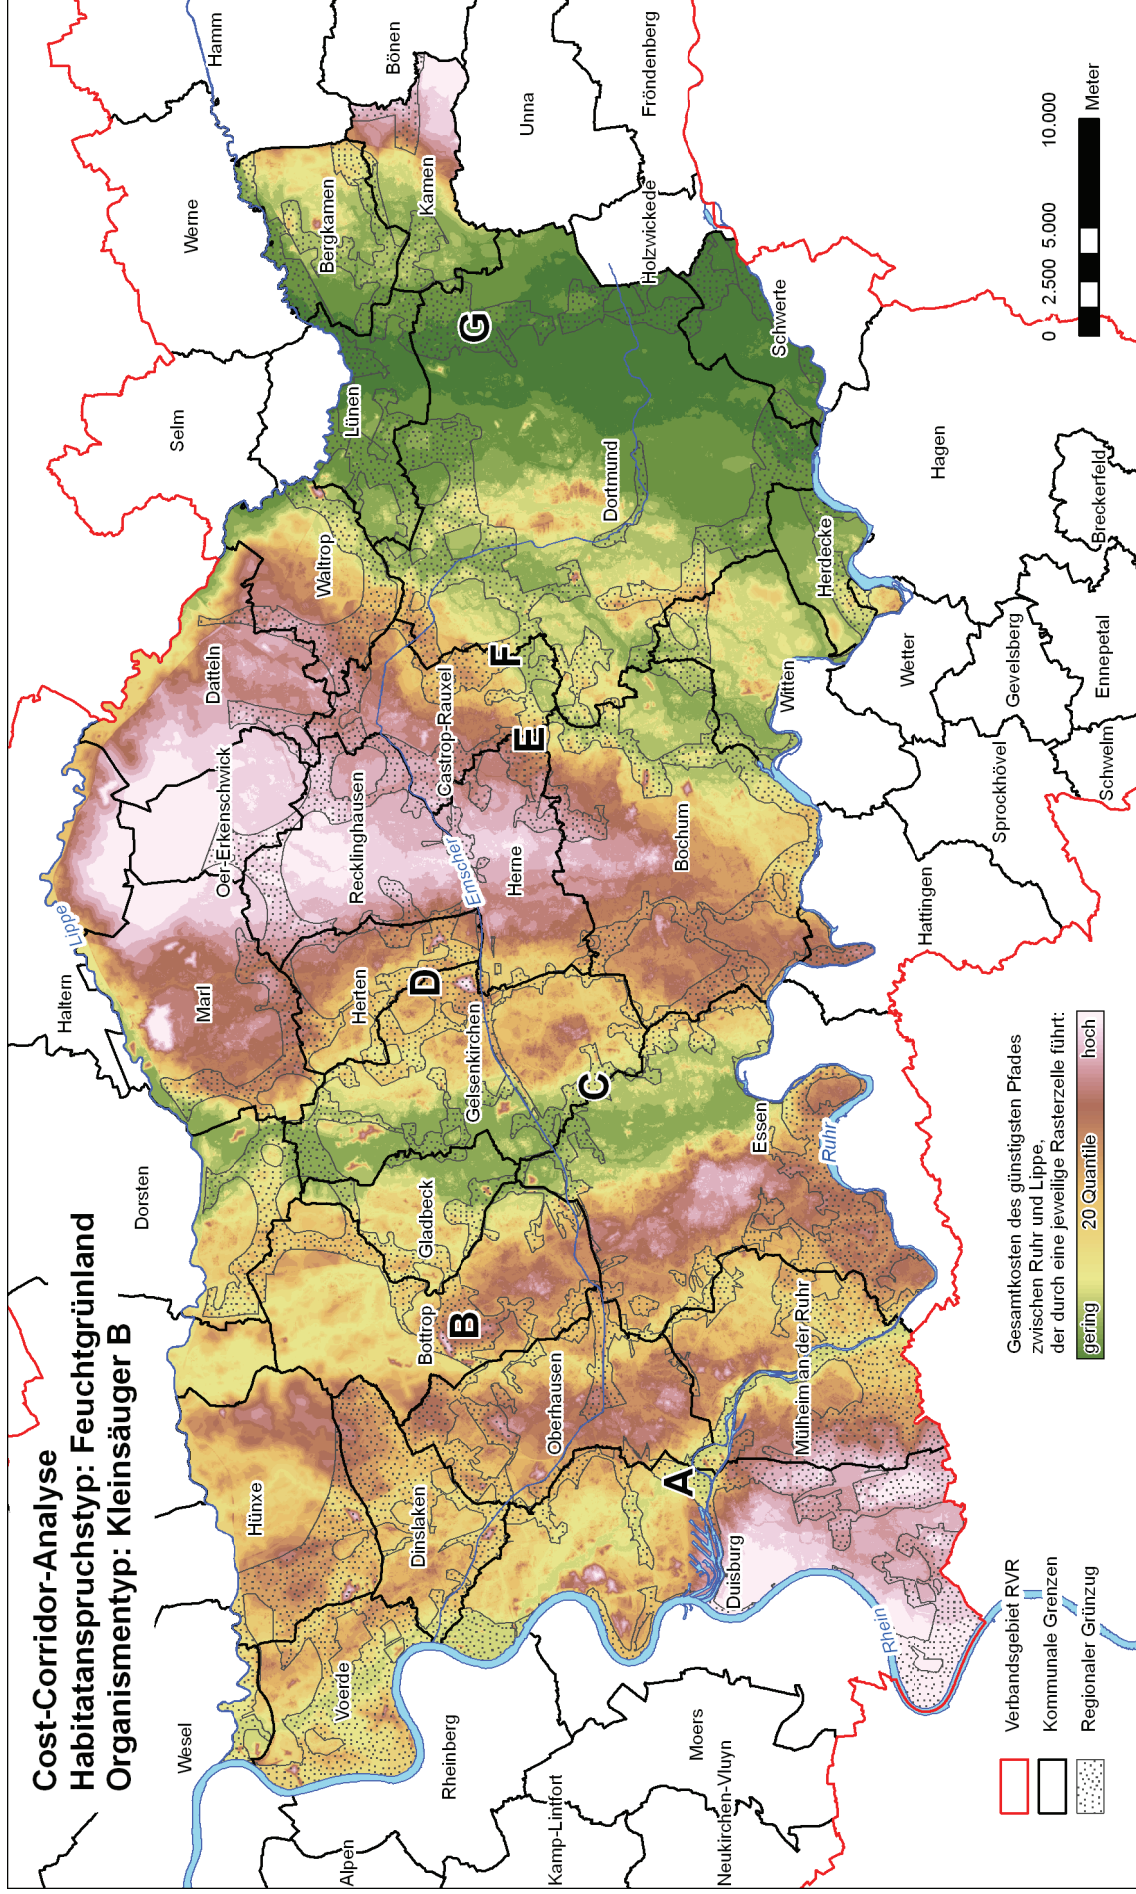 Cost-Corridor-Analyse
Habitatanspruchstyp: Feuchtgrünland
Organismentyp: Kleinsäuger B
Wesel
Dorsten
Haltern
Lippe
Selm
Werne
Hamm
Hünxe
Marl
Oer-Erkenschwick
Datteln
Waltrop
Lünen
Bergkamen
Bönen
Voerde
Dinslaken
Bottrop
Gladbeck
Herten
Recklinghausen
Kamen
Alpen
Rheinberg
B
D
Gelsenkirchen
Emscher
Castrop-Rauxel
F
G
Unna
Kamp-Lintfort
Oberhausen
C
Herne
E
Dortmund
Holzwickede
Fröndenberg
Moers
Neukirchen-Vluyn
A
Duisburg
Essen
Bochum
Witten
Schwerte
Mülheim an der Ruhr
Ruhr
Herdecke
Rhein
Hattingen
Wetter
Hagen
Sprockhövel
Gevelsberg
Schwelm
Ennepetal
Breckerfeld
Verbandsgebiet RVR
Kommunale Grenzen
Regionaler Grünzug
Gesamtkosten des günstigsten Pfades
zwischen Ruhr und Lippe,
der durch eine jeweilige Rasterzelle führt:
gering 20 Quantile hoch
0 2.500 5.000 10.000
Meter